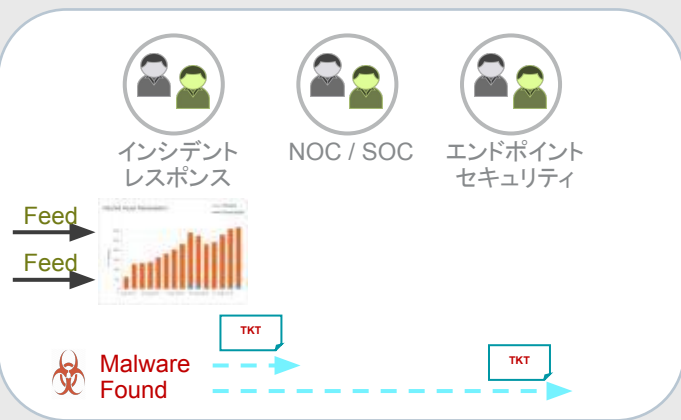 インシデント
レスポンス
NOC / SOC
エンドポイント
セキュリティ
Feed
Feed
TKT
TKT
Malware
Found